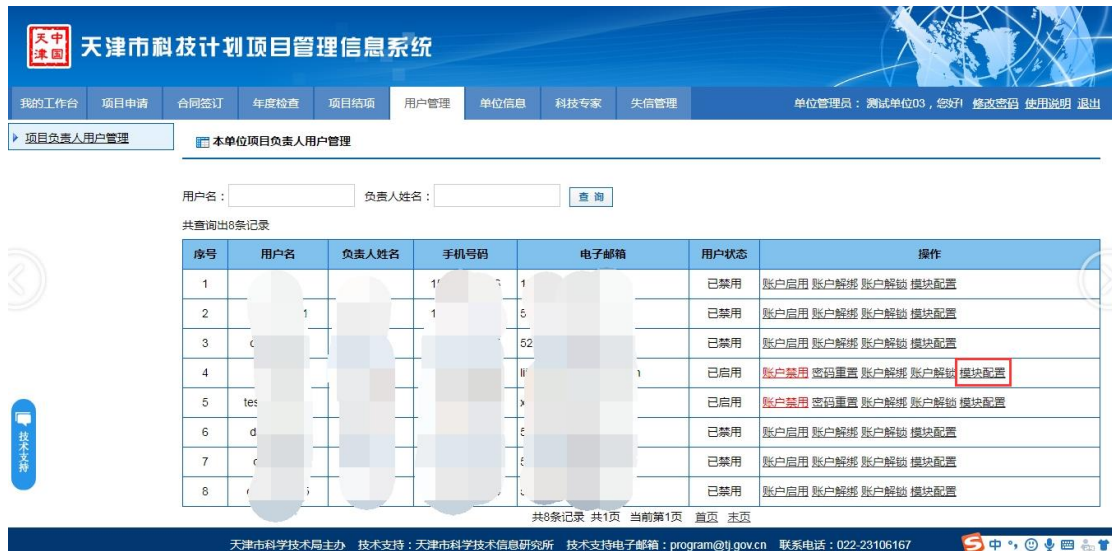 天津 中国 天津市科技计划项目管理信息系统
我的工作台 项目申请 合同签订 年度检查 项目结项 用户管理 单位信息 科技专家 失信管理 单位管理员：测试单位03，您好! 修改密码 使用说明 退出
项目负责人用户管理
本单位项目负责人用户管理
用户名： 负责人姓名： 查 询
共查询出8条记录
序号 用户名 负责人姓名 手机号码 电子邮箱 用户状态 操作
1 已禁用 账户启用 账户解绑 账户解锁 模块配置
2 已禁用 账户启用 账户解绑 账户解锁 模块配置
3 52 已禁用 账户启用 账户解绑 账户解锁 模块配置
4 已启用 账户禁用 密码重置 账户解绑 账户解锁 模块配置
5 tes 已启用 账户禁用 密码重置 账户解绑 账户解锁 模块配置
6 已禁用 账户启用 账户解绑 账户解锁 模块配置
7 已禁用 账户启用 账户解绑 账户解锁 模块配置
8 已禁用 账户启用 账户解绑 账户解锁 模块配置
共8条记录 共1页 当前第1页 首页 末页
技术支持
天津市科学技术局主办 技术支持：天津市科学技术信息研究所 技术支持电子邮箱：program@tj.gov.cn 联系电话：022-23106167
S 中